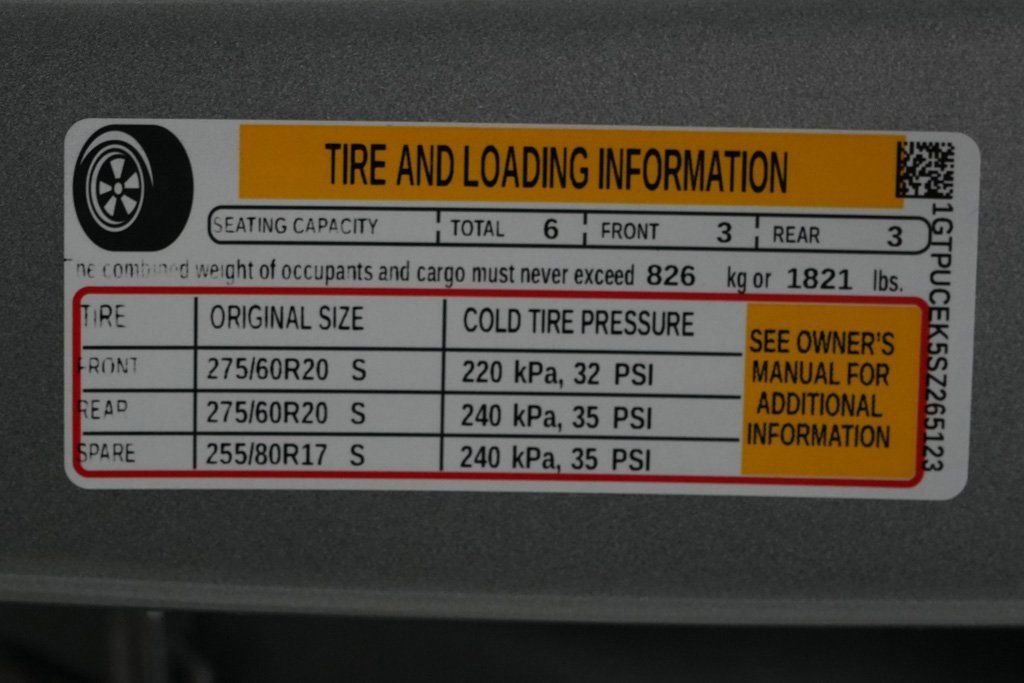 TIRE AND LOADING INFORMATION
SEATING CAPACITY TOTAL 6 FRONT 3 REAR 3
he combined weight of occupants and cargo must never exceed 826 kg or 1821 lbs.
TIRE ORIGINAL SIZE COLD TIRE PRESSURE
FRONT 275/60R20 S 220 kPa, 32 PSI
REAR 275/60R20 S 240 kPa, 35 PSI
SPARE 255/80R17 S 240 kPa, 35 PSI
SEE OWNER'S
MANUAL FOR
ADDITIONAL
INFORMATION
1GTPUCEK5SZ265123